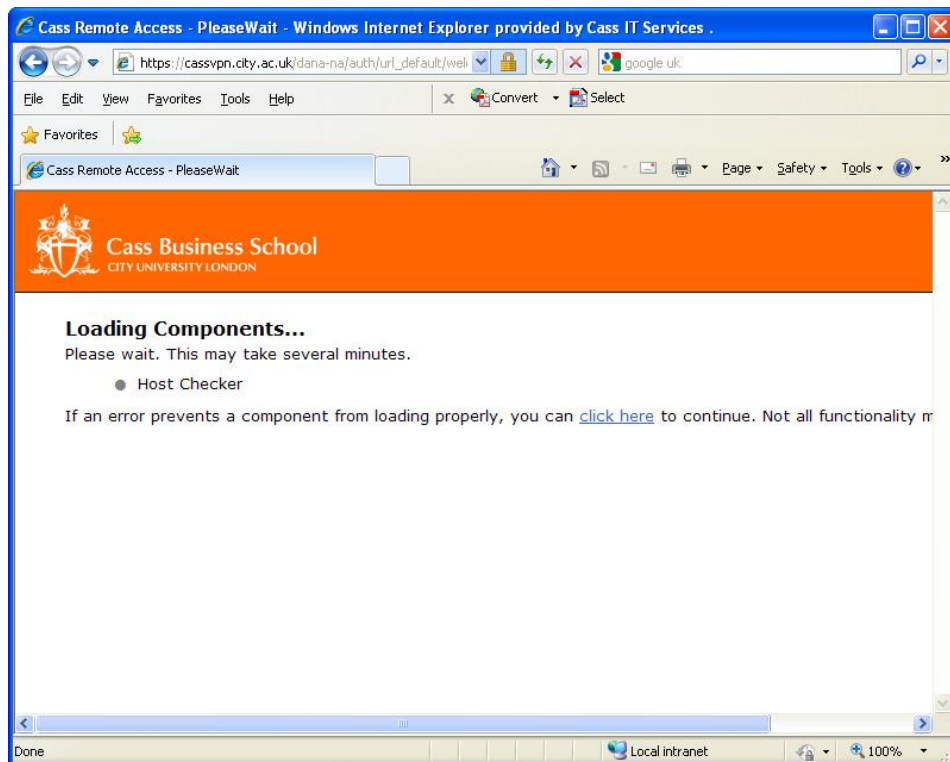 Cass Remote Access - PleaseWait - Windows Internet Explorer provided by Cass IT Services .
https://cassvpn.city.ac.uk/dana-na/auth/url_default/wel
google uk
File Edit View Favorites Tools Help
x Convert Select
Favorites
Cass Remote Access - PleaseWait
Page Safety Tools »
Cass Business School
CITY UNIVERSITY LONDON
Loading Components...
Please wait. This may take several minutes.
Host Checker
If an error prevents a component from loading properly, you can click here to continue. Not all functionality m
Done
Local intranet
100%